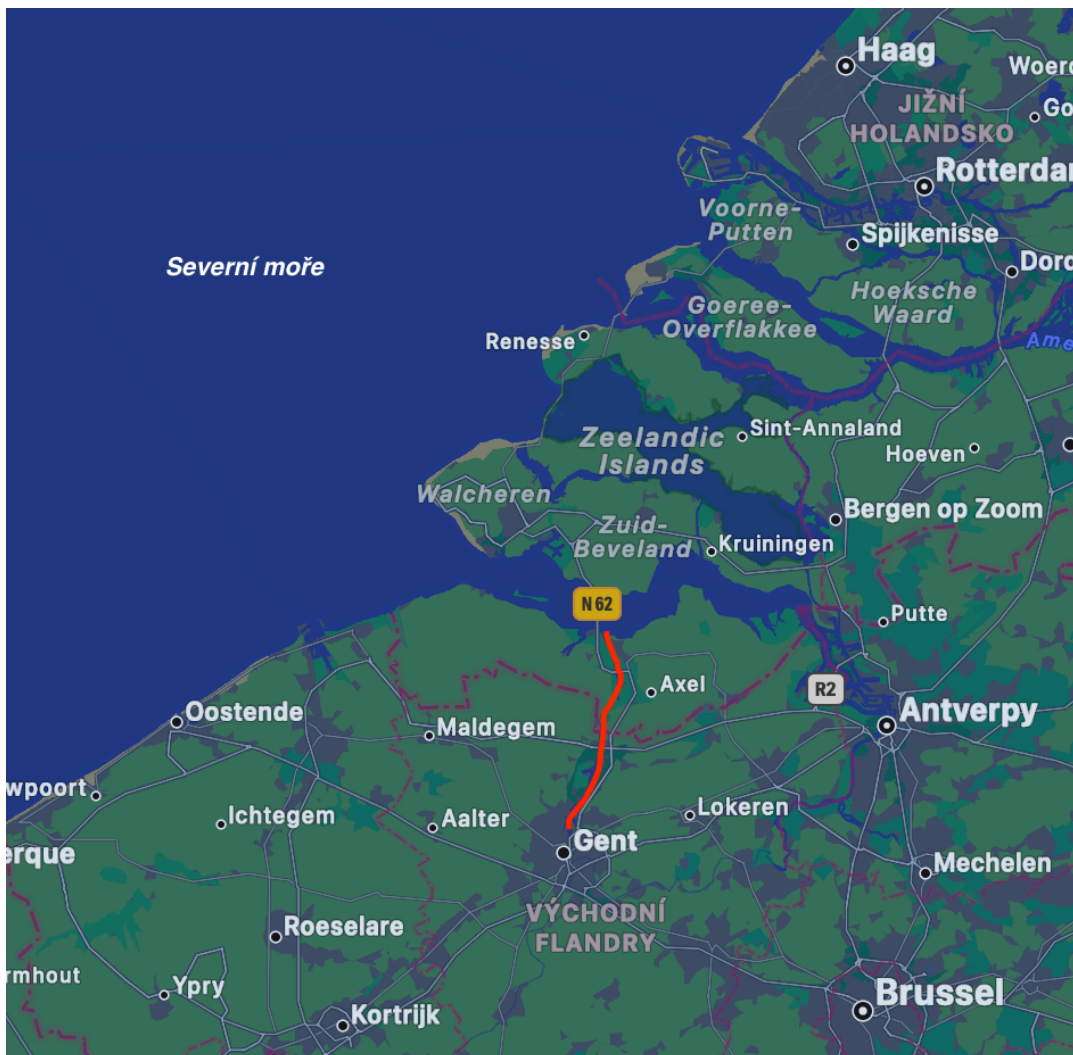 Haag
Woerd
JIŽNÍ
HOLANDSKO
Go
Rotterdar
Voorne-
Putten
Spijkenisse
Dord
Severní moře
Hoeksche
Waard
Goeree-
Overflakkee
Ame
Renesse
Sint-Annaland
Zeelandic
Islands
Hoeven
Walcheren
Bergen op Zoom
Zuid-
Beveland
Kruiningen
N 62
Putte
Axel
R2
Oostende
Antverpy
Maldegem
wpoort
Ichtegem
Aalter
Lokeren
Gent
erque
Mechelen
VÝCHODNÍ
FLANDRY
Roeselare
rmhout
Ypry
Brussel
Kortrijk